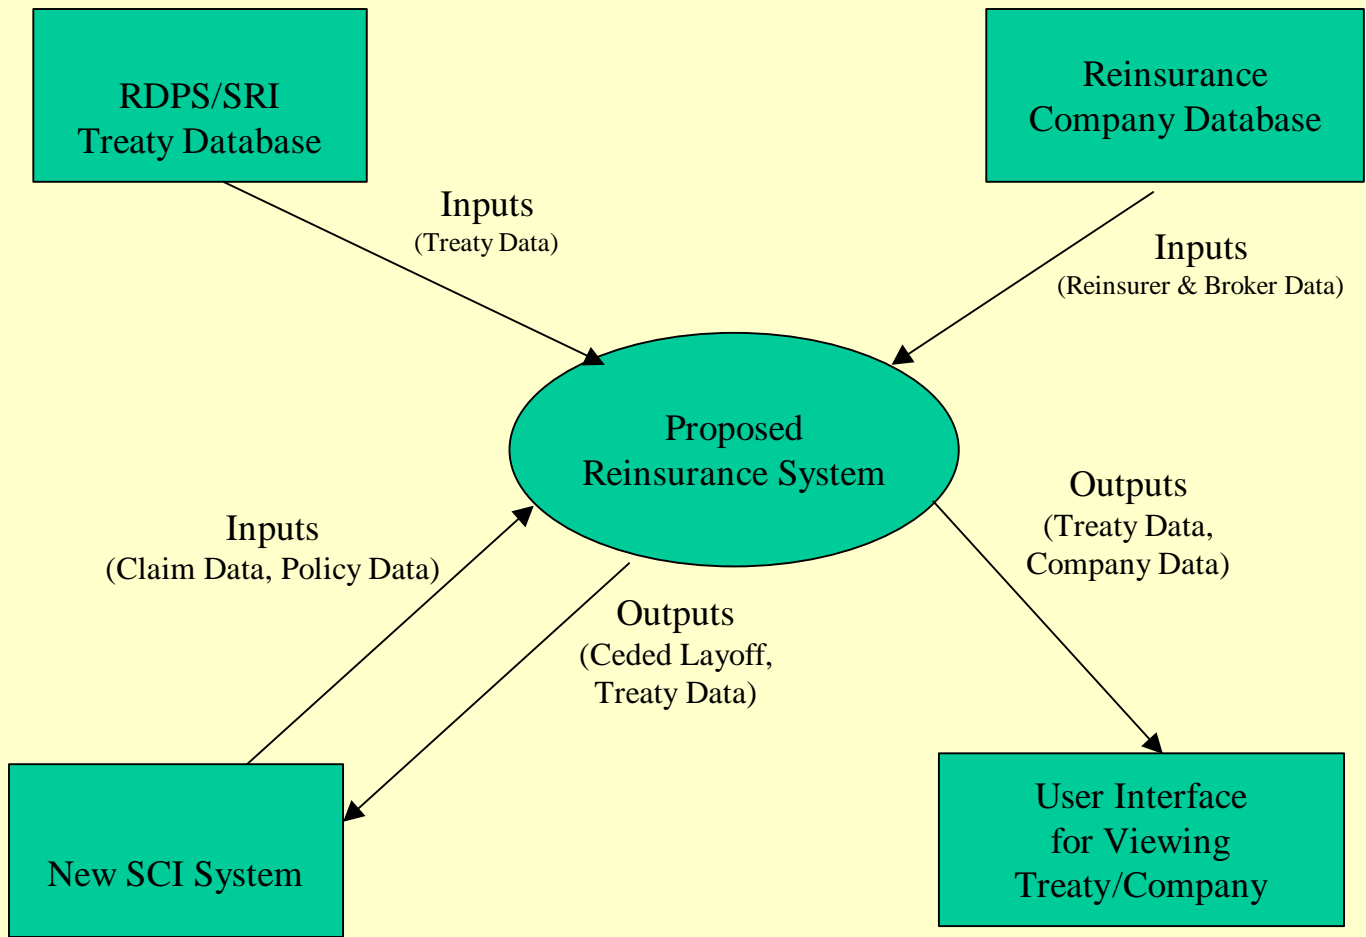 RDPS/SRI
Treaty Database
Reinsurance
Company Database
Inputs
(Treaty Data)
Inputs
(Reinsurer & Broker Data)
Proposed
Reinsurance System
Inputs
(Claim Data, Policy Data)
Outputs
(Ceded Layoff,
Treaty Data)
Outputs
(Treaty Data,
Company Data)
New SCI System
User Interface
for Viewing
Treaty/Company